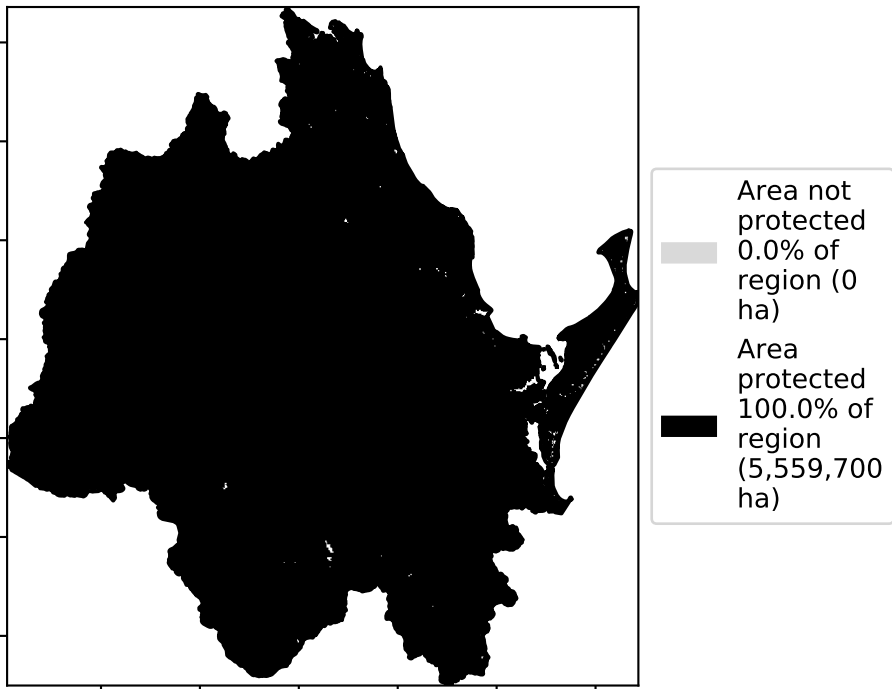 Area not
protected
0.0% of
region (0
ha)
Area
protected
100.0% of
region
(5,559,700
ha)